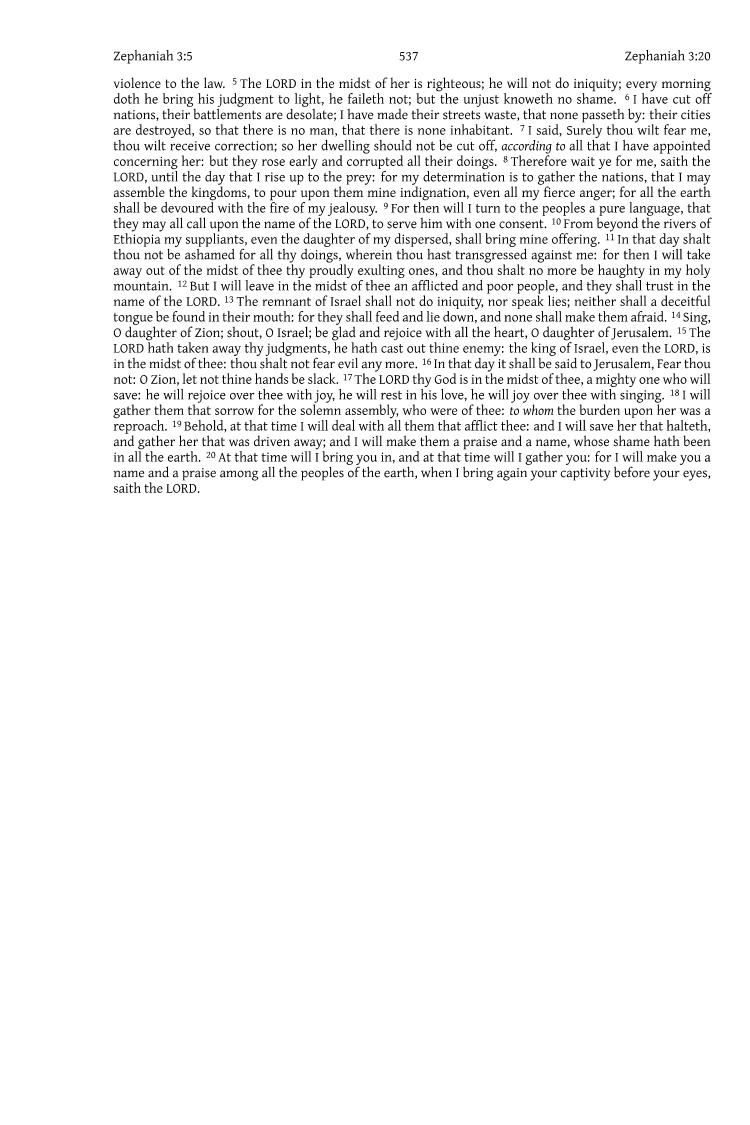 Zephaniah 3:5 537 Zephaniah 3:20
violence to the law. 5 The LORD in the midst of her is righteous; he will not do iniquity; every morning
doth he bring his judgment to light, he faileth not; but the unjust knoweth no shame. 6 I have cut off
nations, their battlements are desolate; I have made their streets waste, that none passeth by: their cities
are destroyed, so that there is no man, that there is none inhabitant. 7 I said, Surely thou wilt fear me,
thou wilt receive correction; so her dwelling should not be cut off, according to all that I have appointed
concerning her: but they rose early and corrupted all their doings. 8 Therefore wait ye for me, saith the
LORD, until the day that I rise up to the prey: for my determination is to gather the nations, that I may
assemble the kingdoms, to pour upon them mine indignation, even all my fierce anger; for all the earth
shall be devoured with the fire of my jealousy. 9 For then will I turn to the peoples a pure language, that
they may all call upon the name of the LORD, to serve him with one consent. 10 From beyond the rivers of
Ethiopia my suppliants, even the daughter of my dispersed, shall bring mine offering. 11 In that day shalt
thou not be ashamed for all thy doings, wherein thou hast transgressed against me: for then I will take
away out of the midst of thee thy proudly exulting ones, and thou shalt no more be haughty in my holy
mountain. 12 But I will leave in the midst of thee an afflicted and poor people, and they shall trust in the
name of the LORD. 13 The remnant of Israel shall not do iniquity, nor speak lies; neither shall a deceitful
tongue be found in their mouth: for they shall feed and lie down, and none shall make them afraid. 14 Sing,
O daughter of Zion; shout, O Israel; be glad and rejoice with all the heart, O daughter of Jerusalem. 15 The
LORD hath taken away thy judgments, he hath cast out thine enemy: the king of Israel, even the LORD, is
in the midst of thee: thou shalt not fear evil any more. 16 In that day it shall be said to Jerusalem, Fear thou
not: O Zion, let not thine hands be slack. 17 The LORD thy God is in the midst of thee, a mighty one who will
save: he will rejoice over thee with joy, he will rest in his love, he will joy over thee with singing. 18 I will
gather them that sorrow for the solemn assembly, who were of thee: to whom the burden upon her was a
reproach. 19 Behold, at that time I will deal with all them that afflict thee: and I will save her that halteth,
and gather her that was driven away; and I will make them a praise and a name, whose shame hath been
in all the earth. 20 At that time will I bring you in, and at that time will I gather you: for I will make you a
name and a praise among all the peoples of the earth, when I bring again your captivity before your eyes,
saith the LORD.